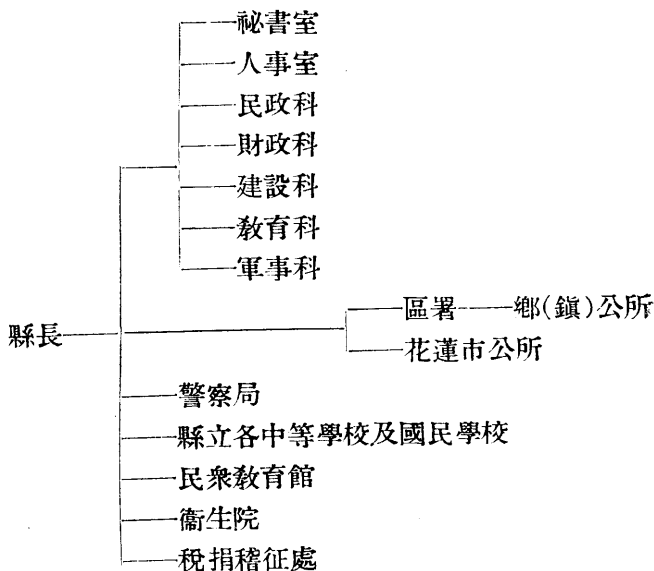 祕書室
人事室
民政科
財政科
建設科
敎育科
軍事科
區署 鄉(鎮)公所
縣長
花蓮市公所
警察局
縣立各中等學校及國民學校
民衆敎育館
衞生院
稅捐稽征處